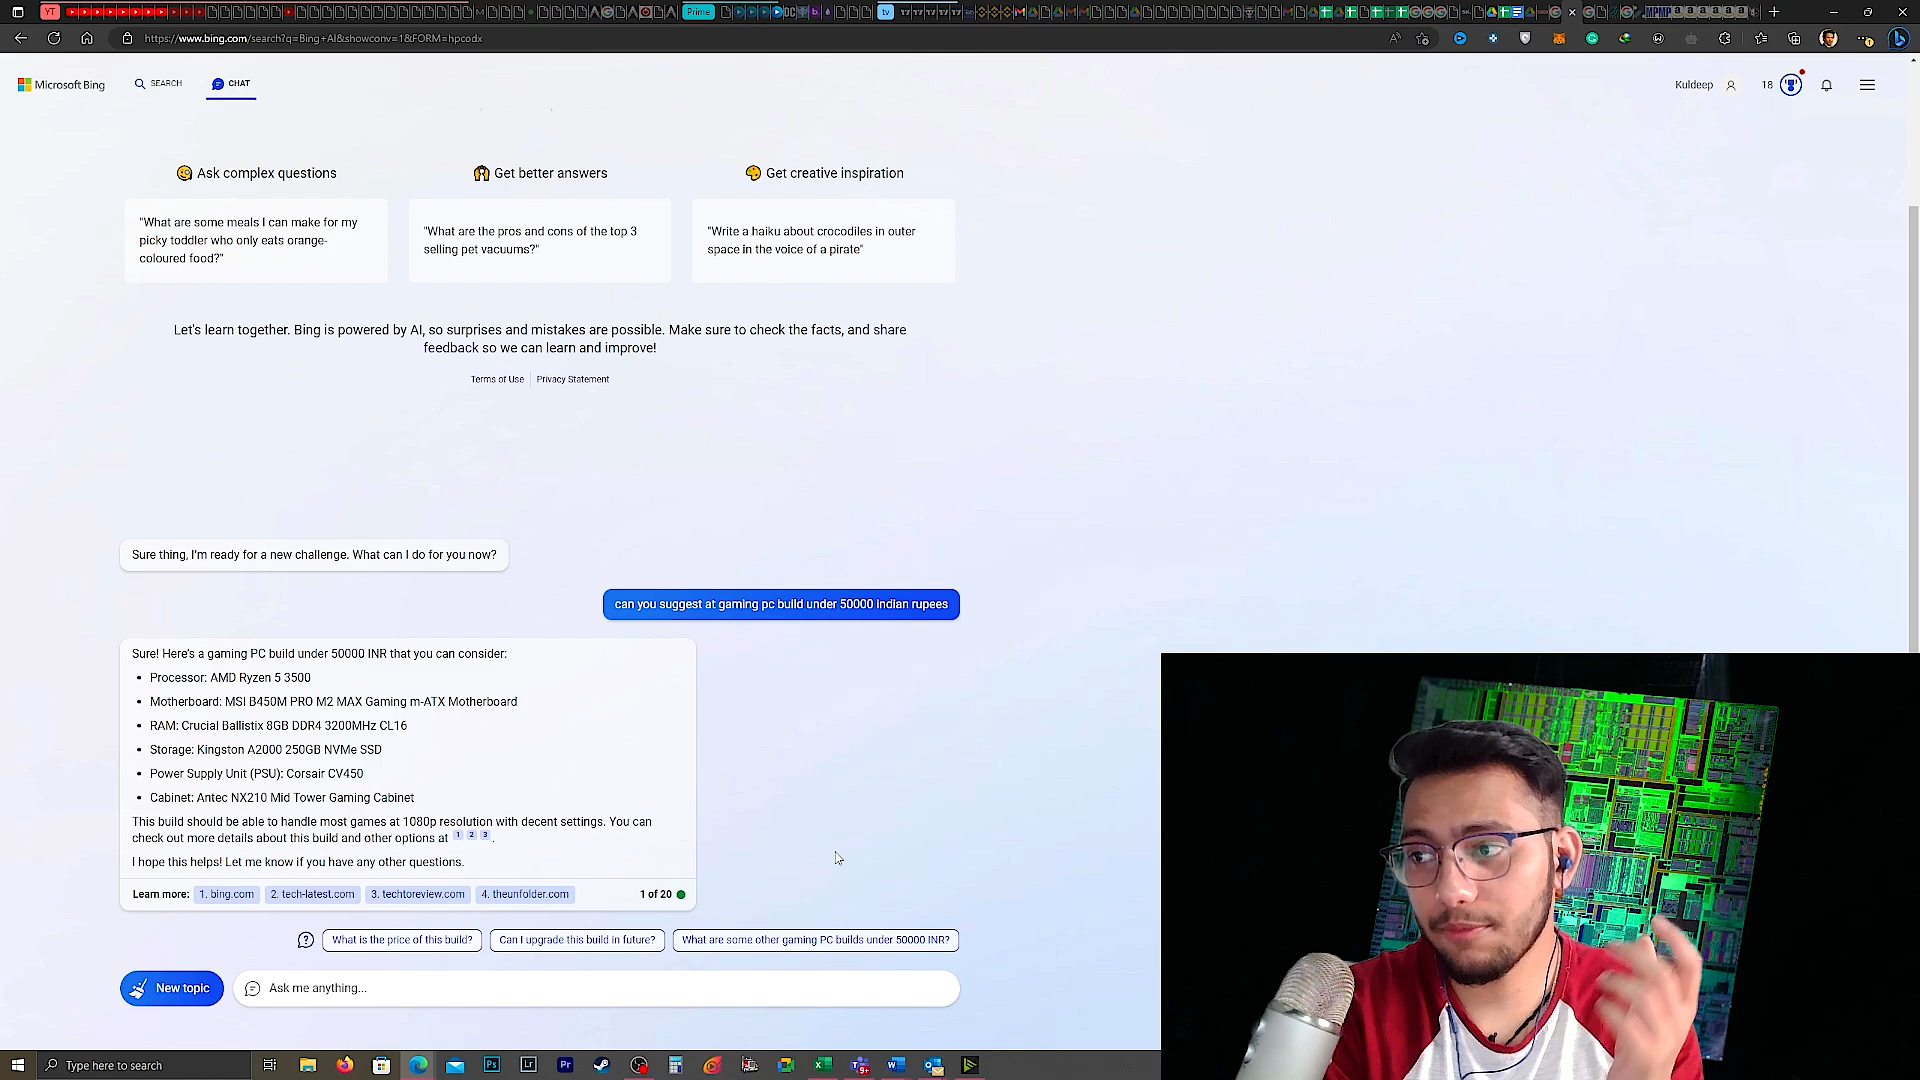 YT
Prime
tv
https://www.bing.com/search?q=Bing+AI&showconv=1&FORM=hpcodx
Microsoft Bing
SEARCH
CHAT
Kuldeep
18
Ask complex questions
Get better answers
Get creative inspiration
"What are some meals I can make for my
picky toddler who only eats orange-
coloured food?"
"What are the pros and cons of the top 3
selling pet vacuums?"
"Write a haiku about crocodiles in outer
space in the voice of a pirate"
Let's learn together. Bing is powered by AI, so surprises and mistakes are possible. Make sure to check the facts, and share
feedback so we can learn and improve!
Terms of Use
Privacy Statement
Sure thing, I'm ready for a new challenge. What can I do for you now?
can you suggest at gaming pc build under 50000 indian rupees
Sure! Here's a gaming PC build under 50000 INR that you can consider:
• Processor: AMD Ryzen 5 3500
• Motherboard: MSI B450M PRO M2 MAX Gaming m-ATX Motherboard
• RAM: Crucial Ballistix 8GB DDR4 3200MHz CL16
• Storage: Kingston A2000 250GB NVMe SSD
• Power Supply Unit (PSU): Corsair CV450
• Cabinet: Antec NX210 Mid Tower Gaming Cabinet
This build should be able to handle most games at 1080p resolution with decent settings. You can
check out more details about this build and other options at 1 2 3 .
I hope this helps! Let me know if you have any other questions.
Learn more: 1. bing.com 2. tech-latest.com 3. techtoreview.com 4. theunfolder.com 1 of 20
What is the price of this build?
Can I upgrade this build in future?
What are some other gaming PC builds under 50000 INR?
New topic
Ask me anything...
Type here to search
Ps
Lr
Pr
9+